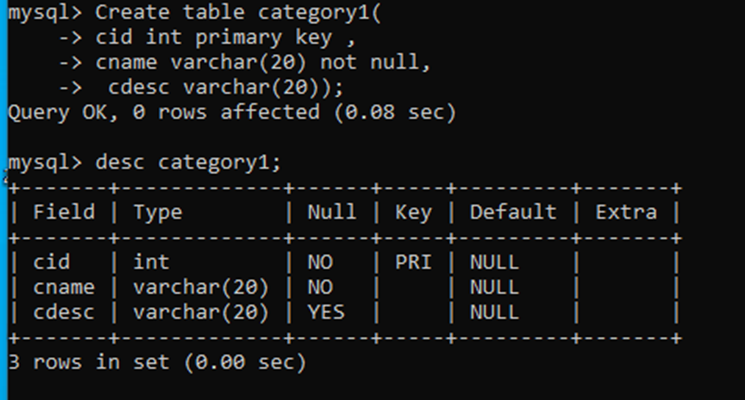 mysql> Create table category1(
    -> cid int primary key ,
    -> cname varchar(20) not null,
    ->  cdesc varchar(20));
Query OK, 0 rows affected (0.08 sec)

mysql> desc category1;
+-------+-------------+------+-----+---------+-------+
| Field | Type        | Null | Key | Default | Extra |
+-------+-------------+------+-----+---------+-------+
| cid   | int         | NO   | PRI | NULL    |       |
| cname | varchar(20) | NO   |     | NULL    |       |
| cdesc | varchar(20) | YES  |     | NULL    |       |
+-------+-------------+------+-----+---------+-------+
3 rows in set (0.00 sec)